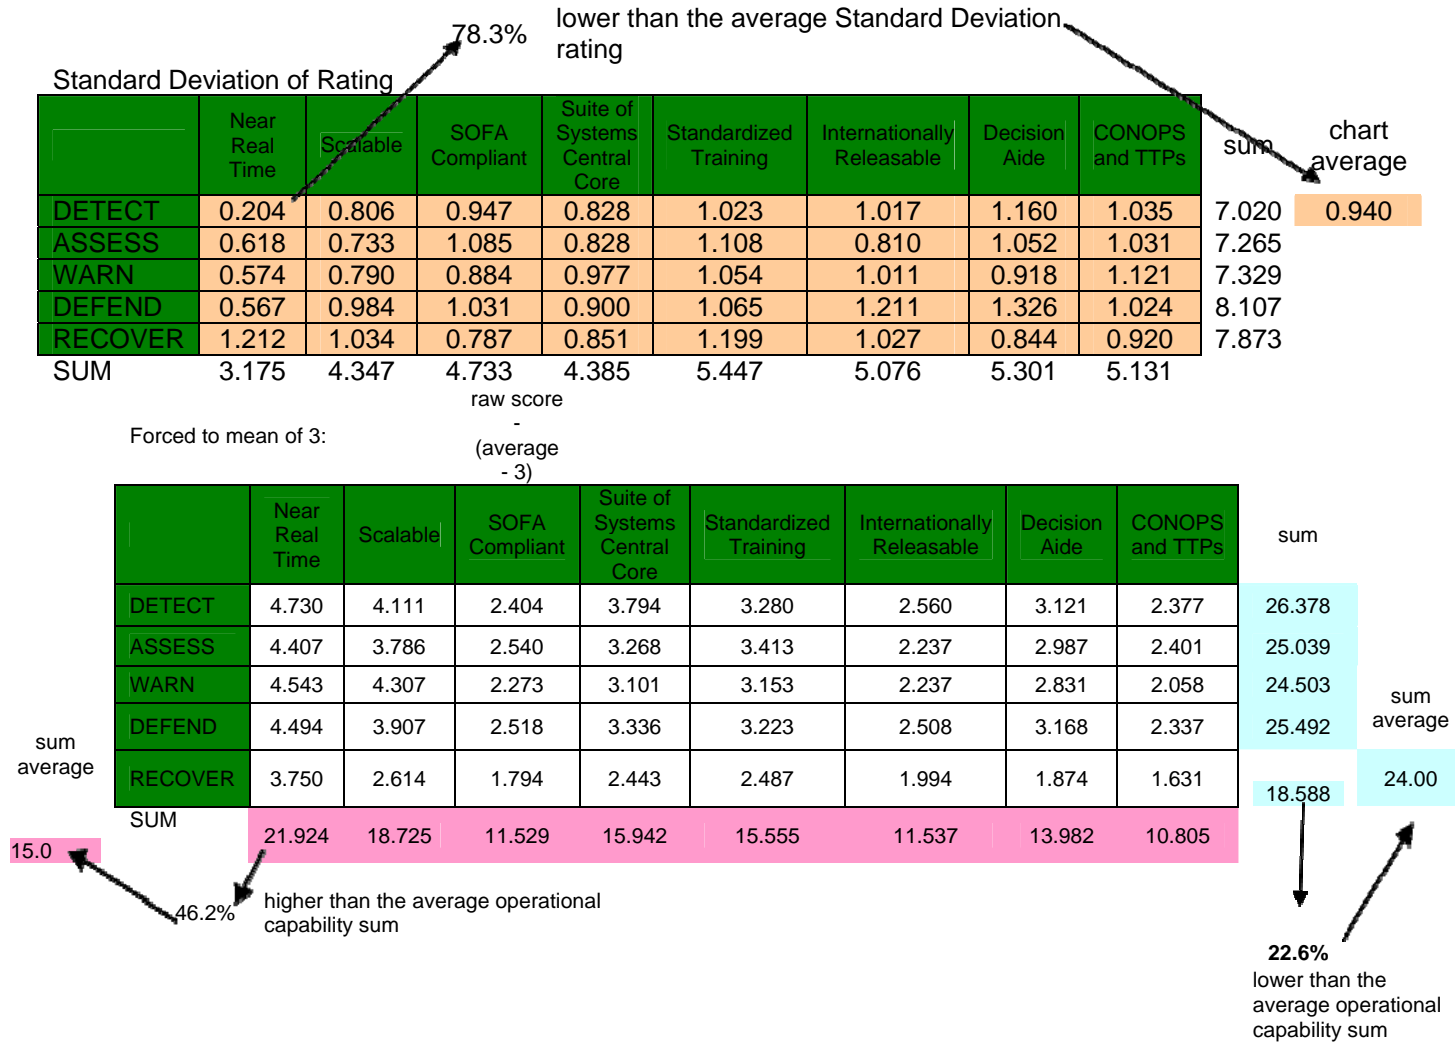 78.3%
lower than the average Standard Deviation
rating
Standard Deviation of Rating
Near Real Time Scalable SOFA Compliant Suite of Systems Central Core Standardized Training Internationally Releasable Decision Aide CONOPS and TTPs sum chart average
DETECT 0.204 0.806 0.947 0.828 1.023 1.017 1.160 1.035 7.020 0.940
ASSESS 0.618 0.733 1.085 0.828 1.108 0.810 1.052 1.031 7.265
WARN 0.574 0.790 0.884 0.977 1.054 1.011 0.918 1.121 7.329
DEFEND 0.567 0.984 1.031 0.900 1.065 1.211 1.326 1.024 8.107
RECOVER 1.212 1.034 0.787 0.851 1.199 1.027 0.844 0.920 7.873
SUM 3.175 4.347 4.733 4.385 5.447 5.076 5.301 5.131
raw score
-
(average
- 3)
Forced to mean of 3:
Near Real Time Scalable SOFA Compliant Suite of Systems Central Core Standardized Training Internationally Releasable Decision Aide CONOPS and TTPs sum
DETECT 4.730 4.111 2.404 3.794 3.280 2.560 3.121 2.377 26.378
ASSESS 4.407 3.786 2.540 3.268 3.413 2.237 2.987 2.401 25.039
WARN 4.543 4.307 2.273 3.101 3.153 2.237 2.831 2.058 24.503
DEFEND 4.494 3.907 2.518 3.336 3.223 2.508 3.168 2.337 25.492
RECOVER 3.750 2.614 1.794 2.443 2.487 1.994 1.874 1.631 18.588
sum
average
24.00
SUM 21.924 18.725 11.529 15.942 15.555 11.537 13.982 10.805
sum
average
15.0
46.2%
higher than the average operational
capability sum
22.6%
lower than the
average operational
capability sum